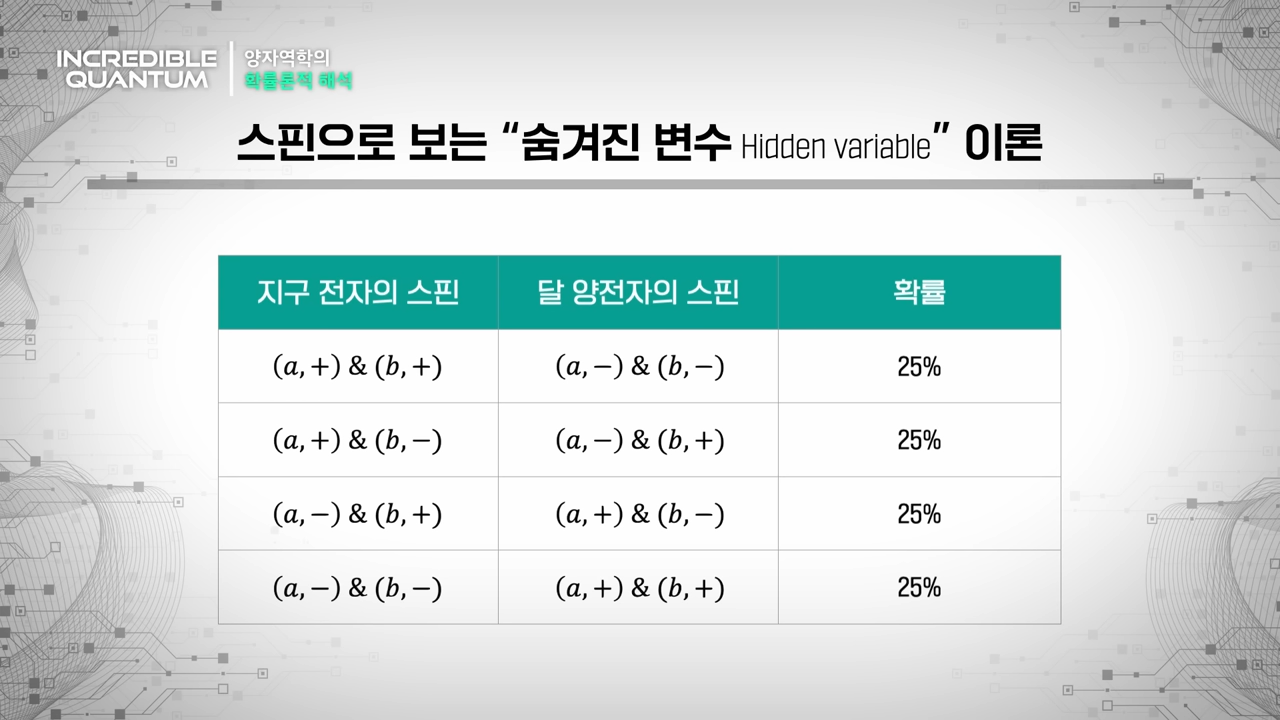 INCREDIBLE
QUANTUM
양자역학의
확률론적 해석
스핀으로 보는 “숨겨진 변수 Hidden variable” 이론
지구 전자의 스핀 달 양전자의 스핀 확률
(a, +) & (b, +) (a, −) & (b, −) 25%
(a, +) & (b, −) (a, −) & (b, +) 25%
(a, −) & (b, +) (a, +) & (b, −) 25%
(a, −) & (b, −) (a, +) & (b, +) 25%